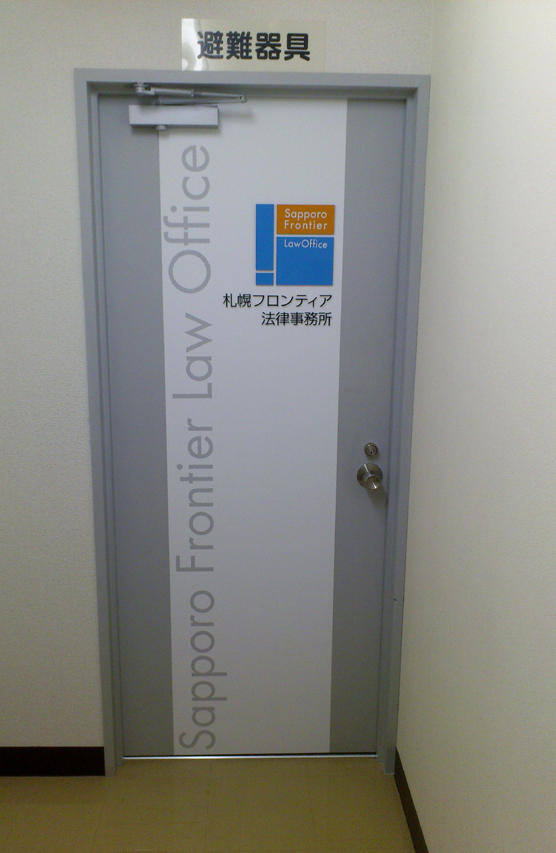 避難器具
Sapporo
Frontier
LawOffice
札幌フロンティア
法律事務所
Sapporo Frontier Law Office